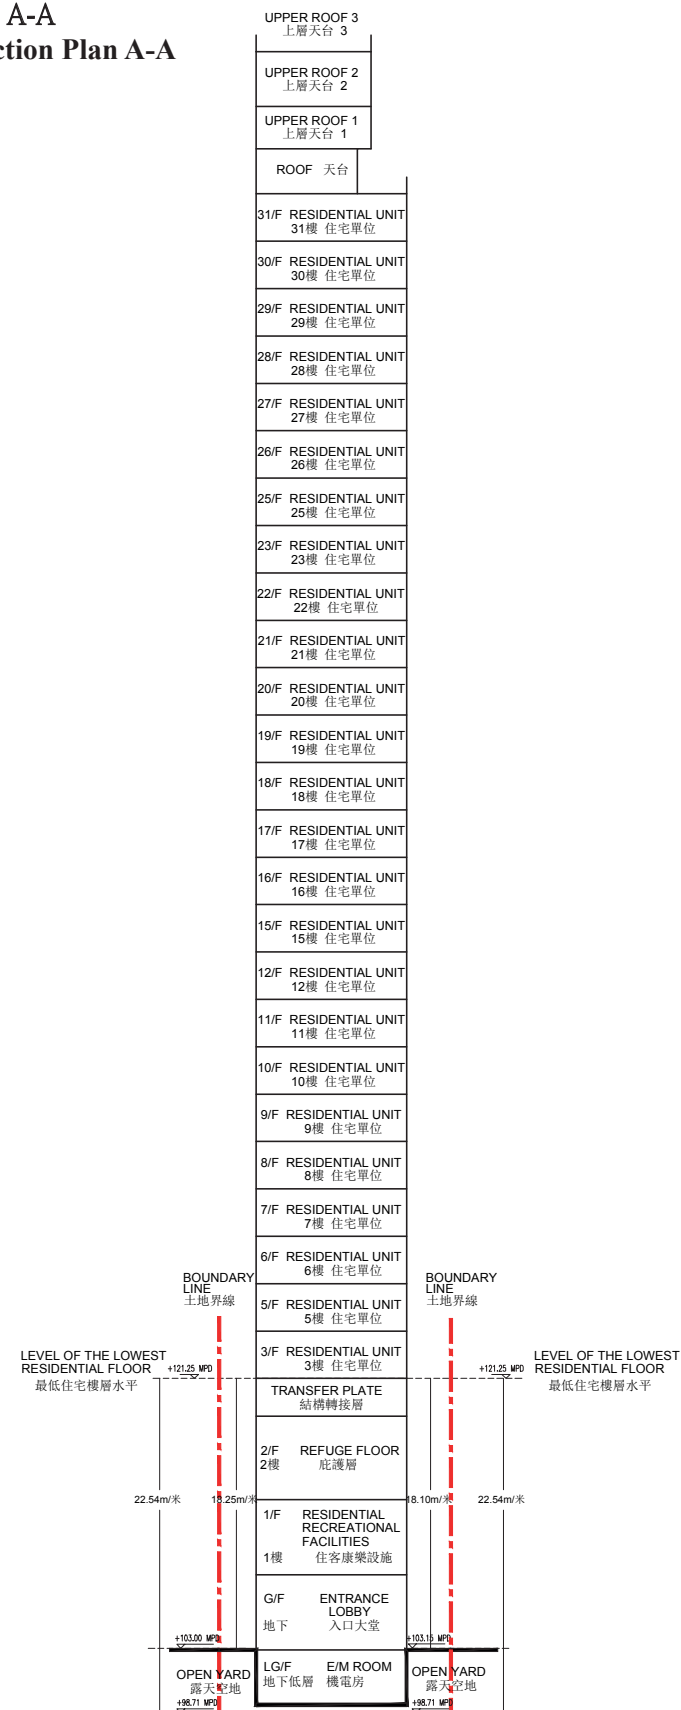 A-A
ction Plan A-A
UPPER ROOF 3
上層天台 3
UPPER ROOF 2
上層天台 2
UPPER ROOF 1
上層天台 1
ROOF 天台
31/F RESIDENTIAL UNIT
31樓 住宅單位
30/F RESIDENTIAL UNIT
30樓 住宅單位
29/F RESIDENTIAL UNIT
29樓 住宅單位
28/F RESIDENTIAL UNIT
28樓 住宅單位
27/F RESIDENTIAL UNIT
27樓 住宅單位
26/F RESIDENTIAL UNIT
26樓 住宅單位
25/F RESIDENTIAL UNIT
25樓 住宅單位
23/F RESIDENTIAL UNIT
23樓 住宅單位
22/F RESIDENTIAL UNIT
22樓 住宅單位
21/F RESIDENTIAL UNIT
21樓 住宅單位
20/F RESIDENTIAL UNIT
20樓 住宅單位
19/F RESIDENTIAL UNIT
19樓 住宅單位
18/F RESIDENTIAL UNIT
18樓 住宅單位
17/F RESIDENTIAL UNIT
17樓 住宅單位
16/F RESIDENTIAL UNIT
16樓 住宅單位
15/F RESIDENTIAL UNIT
15樓 住宅單位
12/F RESIDENTIAL UNIT
12樓 住宅單位
11/F RESIDENTIAL UNIT
11樓 住宅單位
10/F RESIDENTIAL UNIT
10樓 住宅單位
9/F RESIDENTIAL UNIT
9樓 住宅單位
8/F RESIDENTIAL UNIT
8樓 住宅單位
7/F RESIDENTIAL UNIT
7樓 住宅單位
6/F RESIDENTIAL UNIT
6樓 住宅單位
BOUNDARY
LINE
土地界線
BOUNDARY
LINE
土地界線
5/F RESIDENTIAL UNIT
5樓 住宅單位
3/F RESIDENTIAL UNIT
3樓 住宅單位
LEVEL OF THE LOWEST
RESIDENTIAL FLOOR
最低住宅樓層水平
+121.25 MPD
+121.25 MPD
LEVEL OF THE LOWEST
RESIDENTIAL FLOOR
最低住宅樓層水平
TRANSFER PLATE
結構轉接層
2/F REFUGE FLOOR
2樓 庇護層
22.54m/米
18.25m/米
18.10m/米
22.54m/米
1/F RESIDENTIAL
RECREATIONAL
FACILITIES
1樓 住客康樂設施
G/F ENTRANCE
LOBBY
地下 入口大堂
+103.00 MPD
+103.15 MPD
LG/F E/M ROOM
地下低層 機電房
OPEN YARD
露天空地
OPEN YARD
露天空地
+98.71 MPD
+98.71 MPD